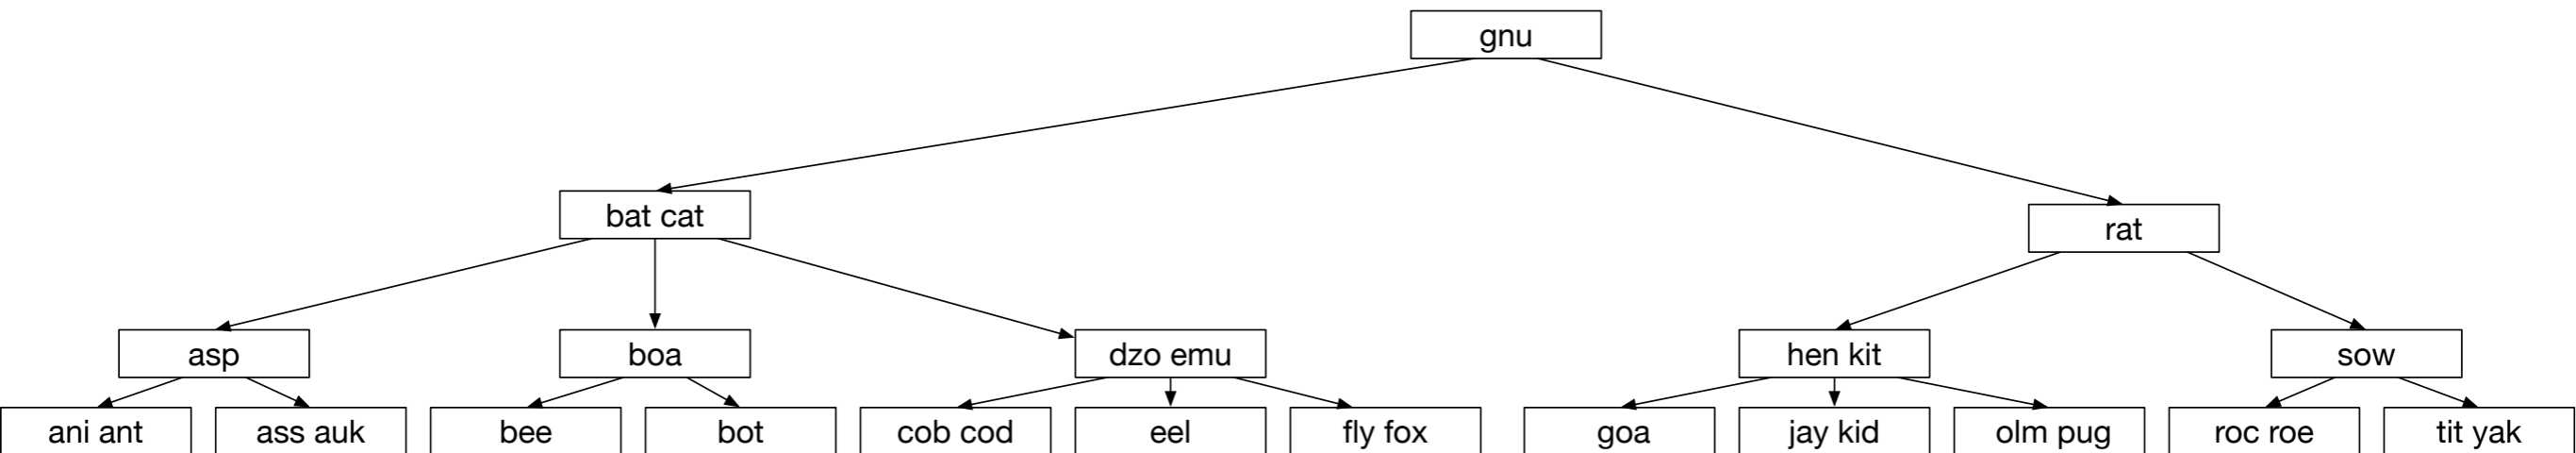 gnu
bat cat
rat
asp
boa
dzo emu
hen kit
sow
ani ant
ass auk
bee
bot
cob cod
eel
fly fox
goa
jay kid
olm pug
roc roe
tit yak